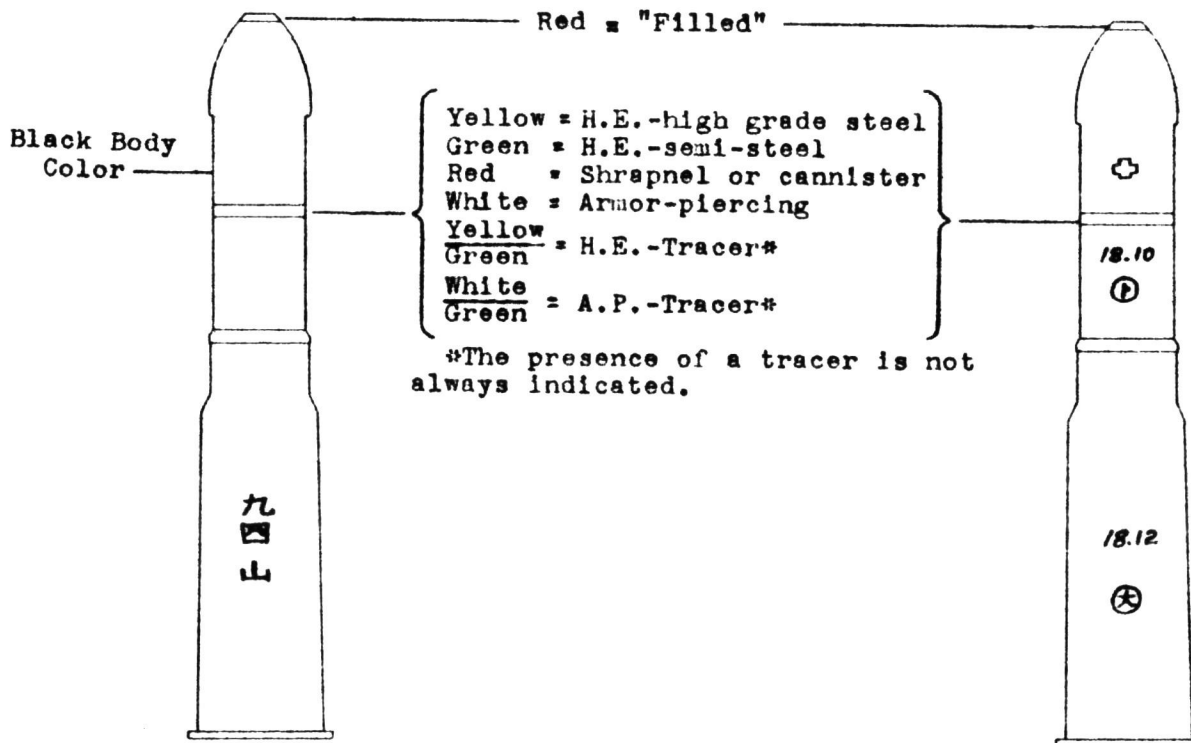 Red = "Filled"
Black Body
Color
Yellow = H.E.-high grade steel
Green = H.E.-semi-steel
Red = Shrapnel or cannister
White = Armor-piercing
Yellow
Green = H.E.-Tracer*
White
Green = A.P.-Tracer*
*The presence of a tracer is not
always indicated.
九
四
山
18.10
18.12
大